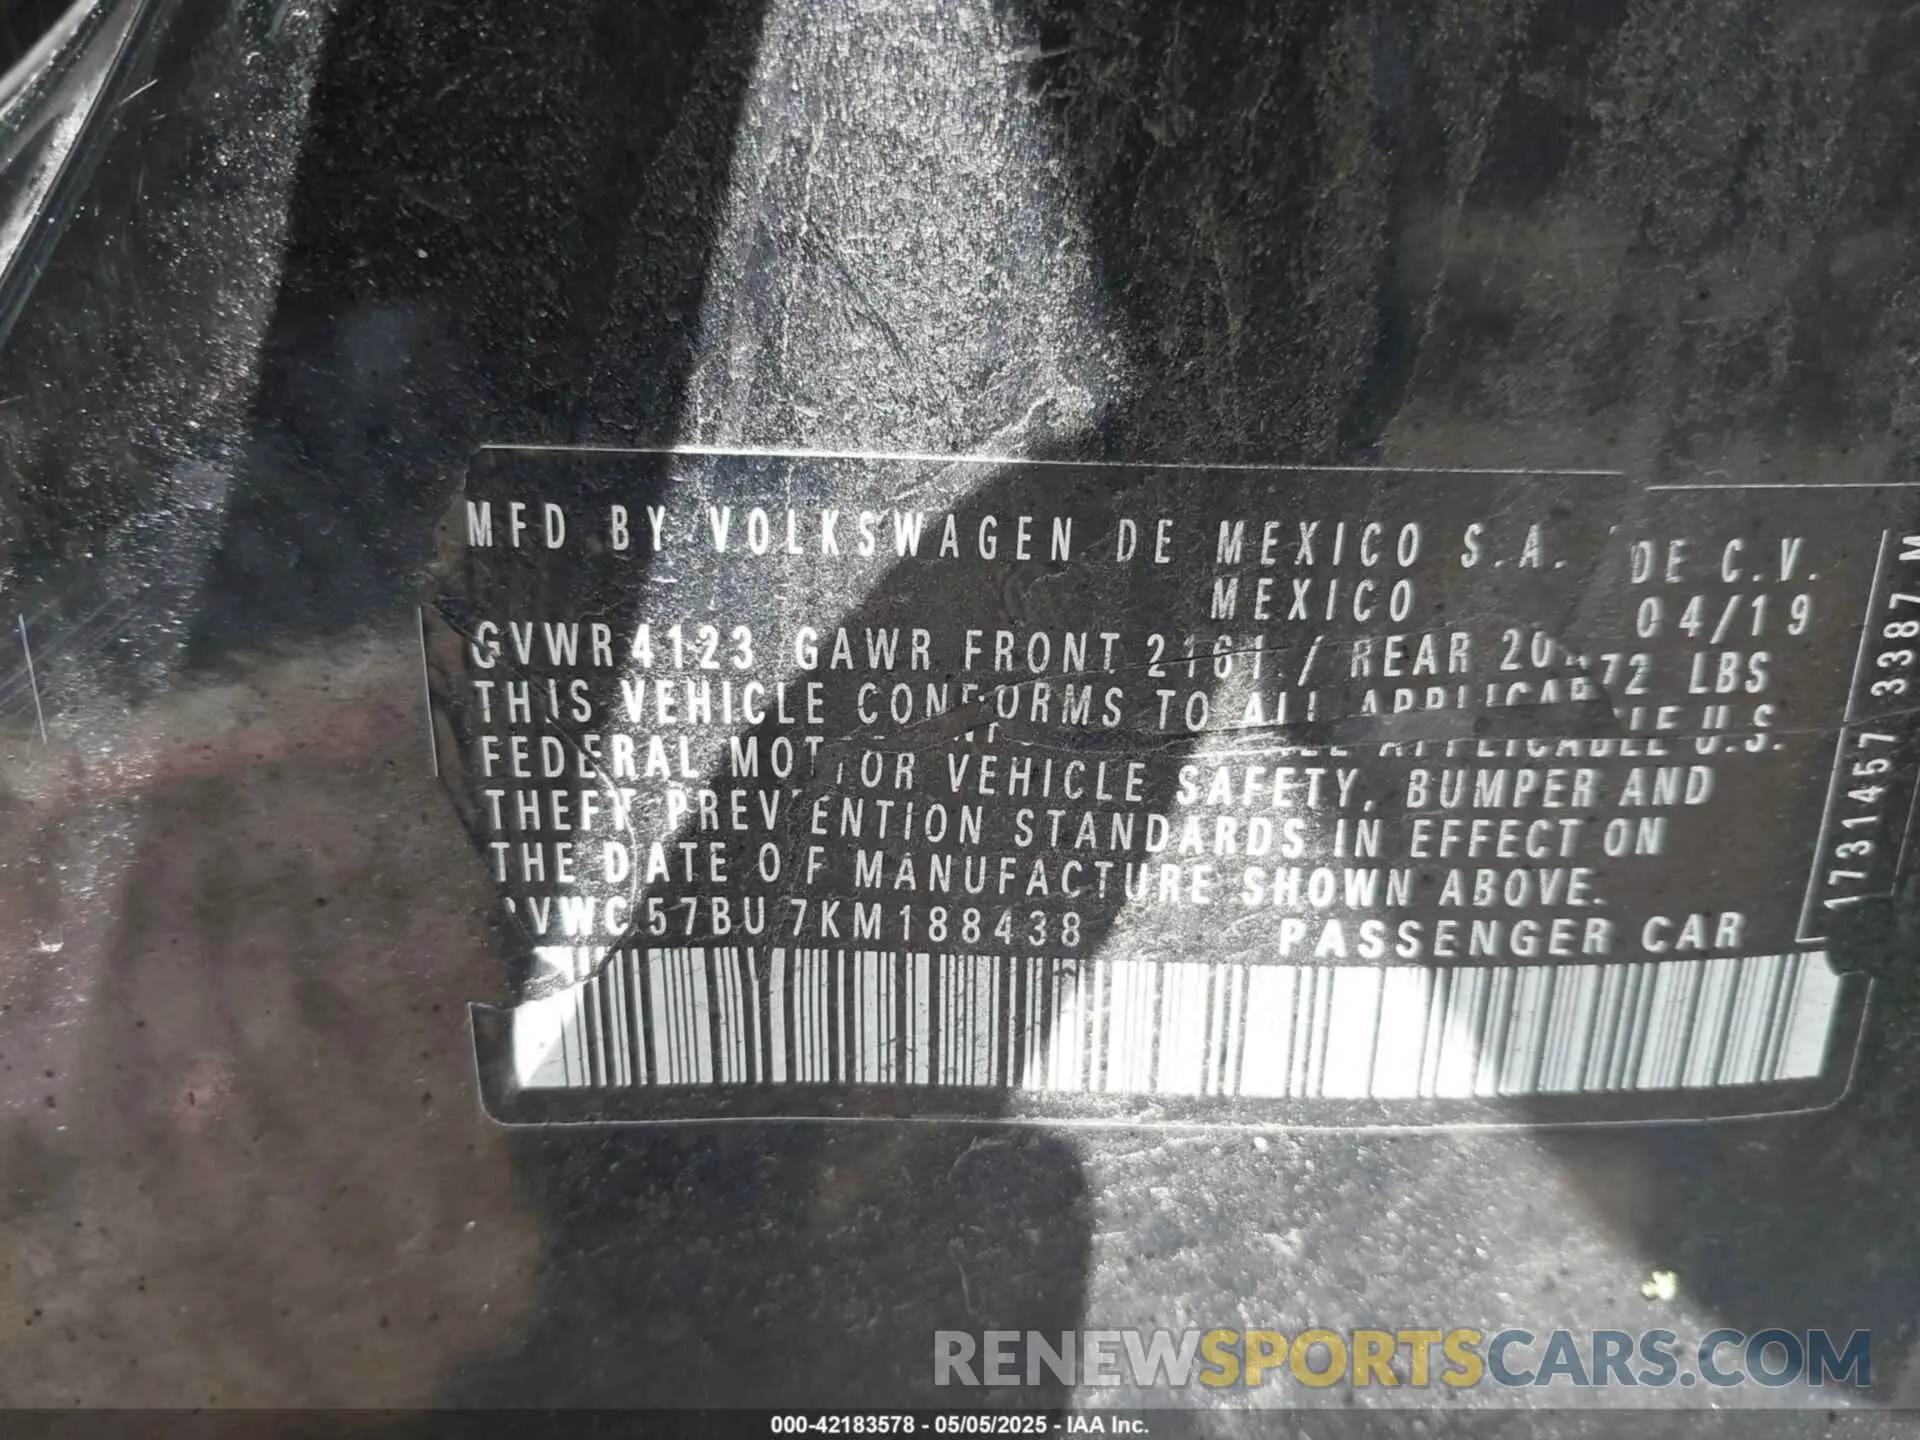 MFD BY VOLKSWAGEN DE MEXICO S.A. DE C.V.
MEXICO 04/19
GVWR 4123 GAWR FRONT 2161 / REAR 2072 LBS
THIS VEHICLE CONFORMS TO ALL APPLICABLE U.S.
FEDERAL MOTOR VEHICLE SAFETY, BUMPER AND
THEFT PREVENTION STANDARDS IN EFFECT ON
THE DATE OF MANUFACTURE SHOWN ABOVE.
VWC57BU7KM188438 PASSENGER CAR
1731457 3387 M
RENEWSPORTSCARS.COM
000-42183578 - 05/05/2025 - IAA Inc.